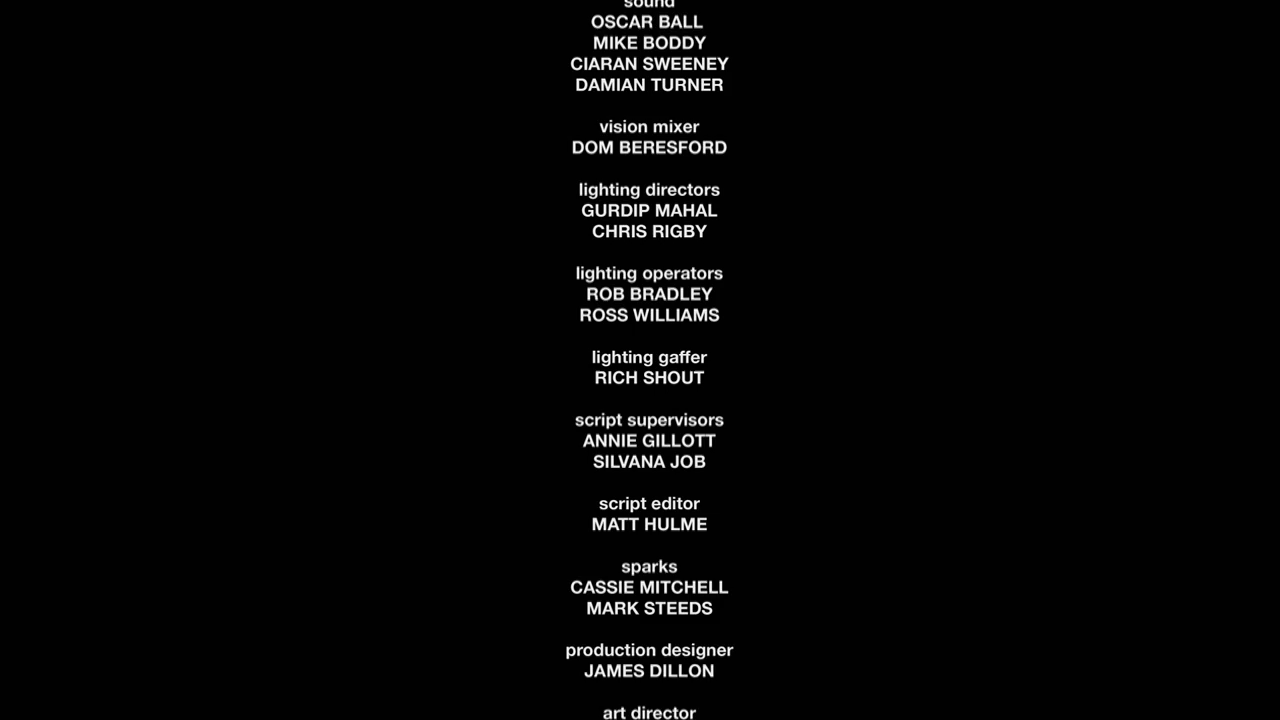 sound
OSCAR BALL
MIKE BODDY
CIARAN SWEENEY
DAMIAN TURNER
vision mixer
DOM BERESFORD
lighting directors
GURDIP MAHAL
CHRIS RIGBY
lighting operators
ROB BRADLEY
ROSS WILLIAMS
lighting gaffer
RICH SHOUT
script supervisors
ANNIE GILLOTT
SILVANA JOB
script editor
MATT HULME
sparks
CASSIE MITCHELL
MARK STEEDS
production designer
JAMES DILLON
art director